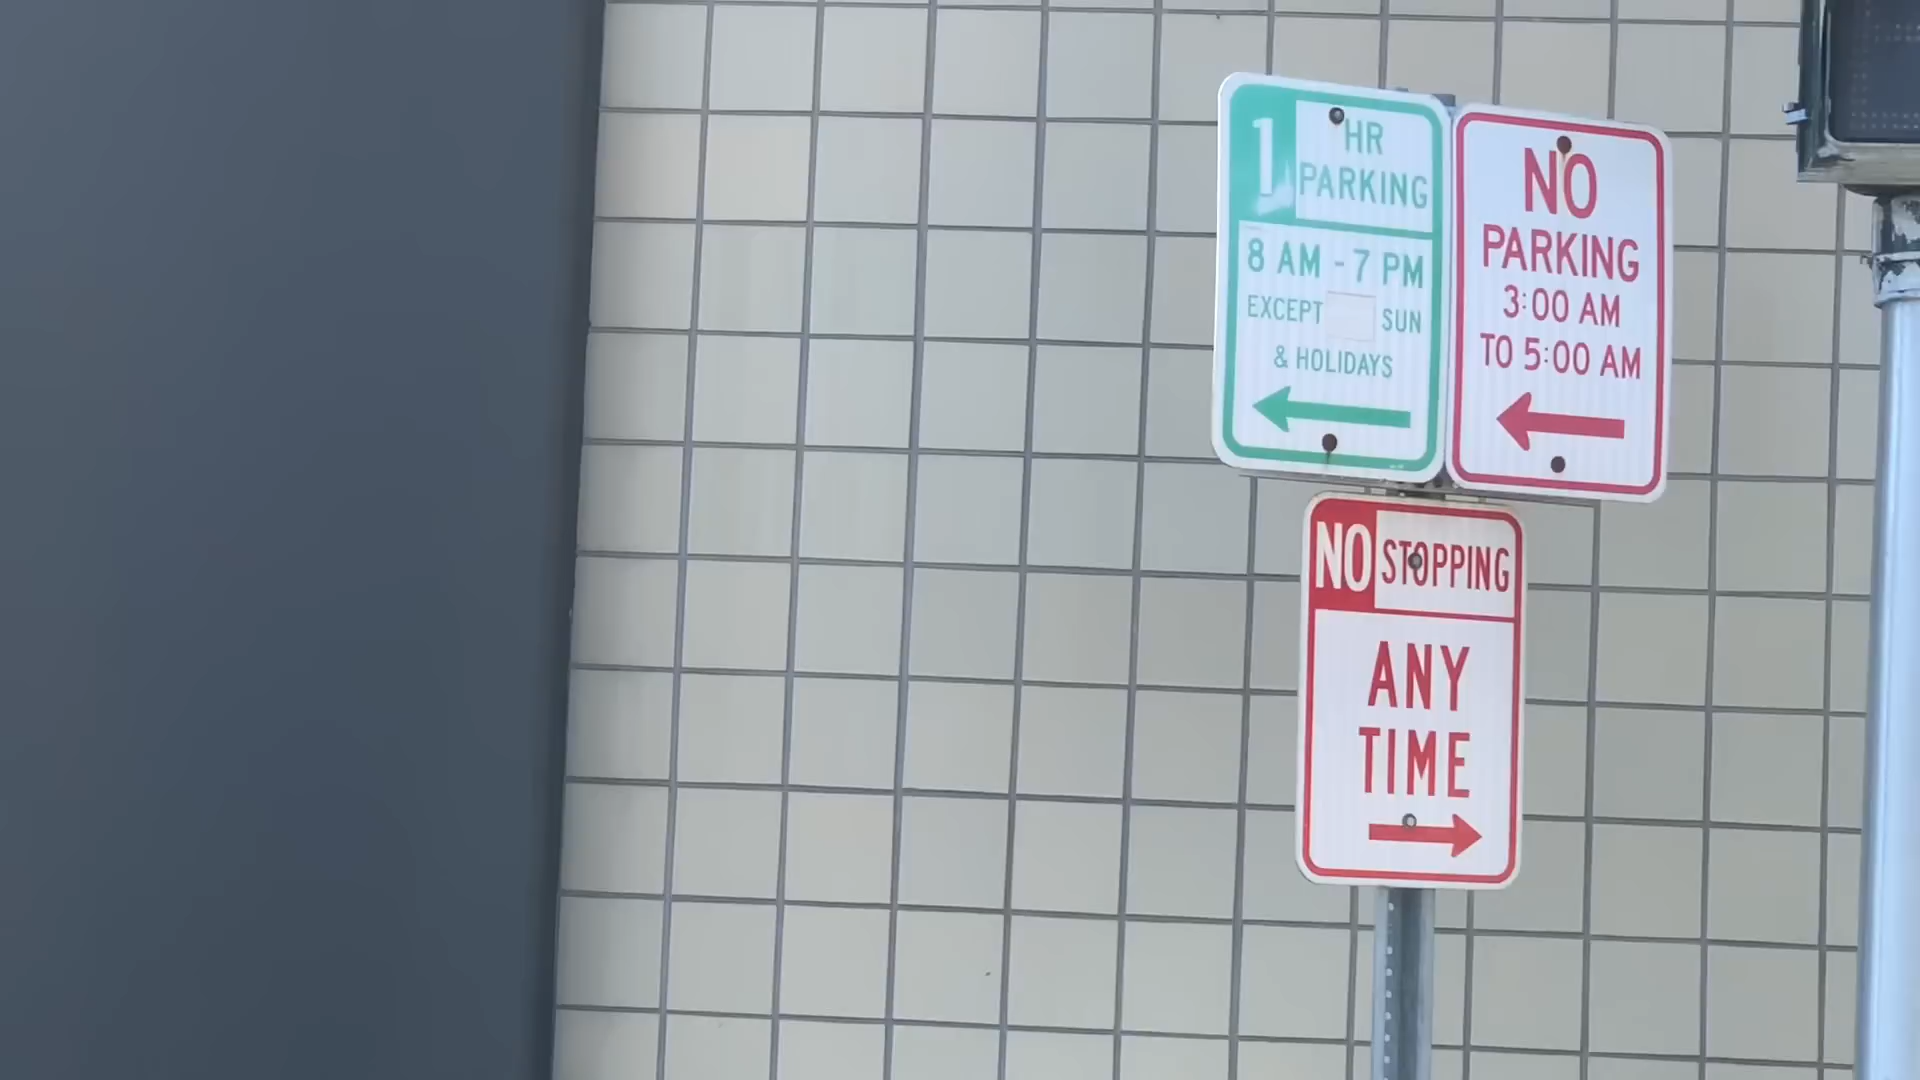 1 HR
PARKING
8 AM - 7 PM
EXCEPT SUN
& HOLIDAYS
NO
PARKING
3:00 AM
TO 5:00 AM
NO STOPPING
ANY
TIME